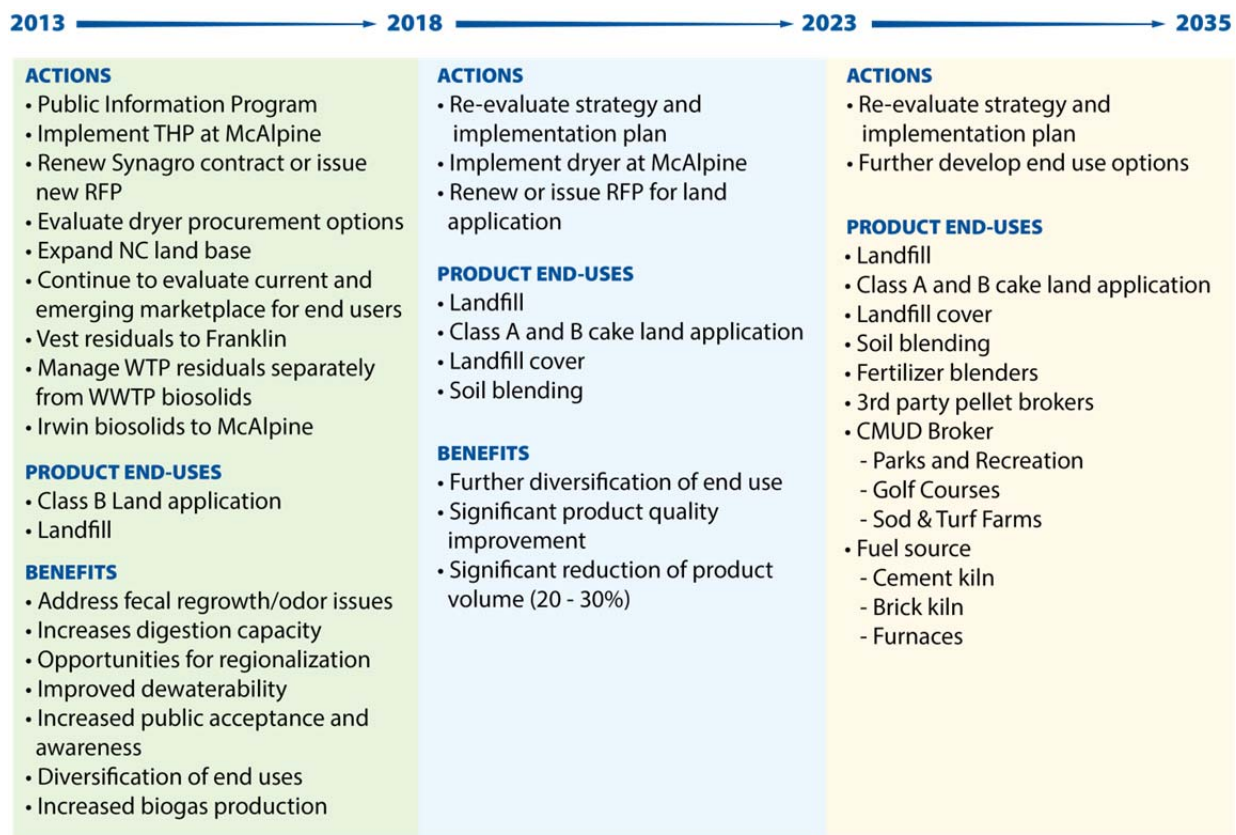 2013 2018 2023 2035
ACTIONS
• Public Information Program
• Implement THP at McAlpine
• Renew Synagro contract or issue
new RFP
• Evaluate dryer procurement options
• Expand NC land base
• Continue to evaluate current and
emerging marketplace for end users
• Vest residuals to Franklin
• Manage WTP residuals separately
from WWTP biosolids
• Irwin biosolids to McAlpine
PRODUCT END-USES
• Class B Land application
• Landfill
BENEFITS
• Address fecal regrowth/odor issues
• Increases digestion capacity
• Opportunities for regionalization
• Improved dewaterability
• Increased public acceptance and
awareness
• Diversification of end uses
• Increased biogas production
ACTIONS
• Re-evaluate strategy and
implementation plan
• Implement dryer at McAlpine
• Renew or issue RFP for land
application
PRODUCT END-USES
• Landfill
• Class A and B cake land application
• Landfill cover
• Soil blending
BENEFITS
• Further diversification of end use
• Significant product quality
improvement
• Significant reduction of product
volume (20 - 30%)
ACTIONS
• Re-evaluate strategy and
implementation plan
• Further develop end use options
PRODUCT END-USES
• Landfill
• Class A and B cake land application
• Landfill cover
• Soil blending
• Fertilizer blenders
• 3rd party pellet brokers
• CMUD Broker
- Parks and Recreation
- Golf Courses
- Sod & Turf Farms
• Fuel source
- Cement kiln
- Brick kiln
- Furnaces